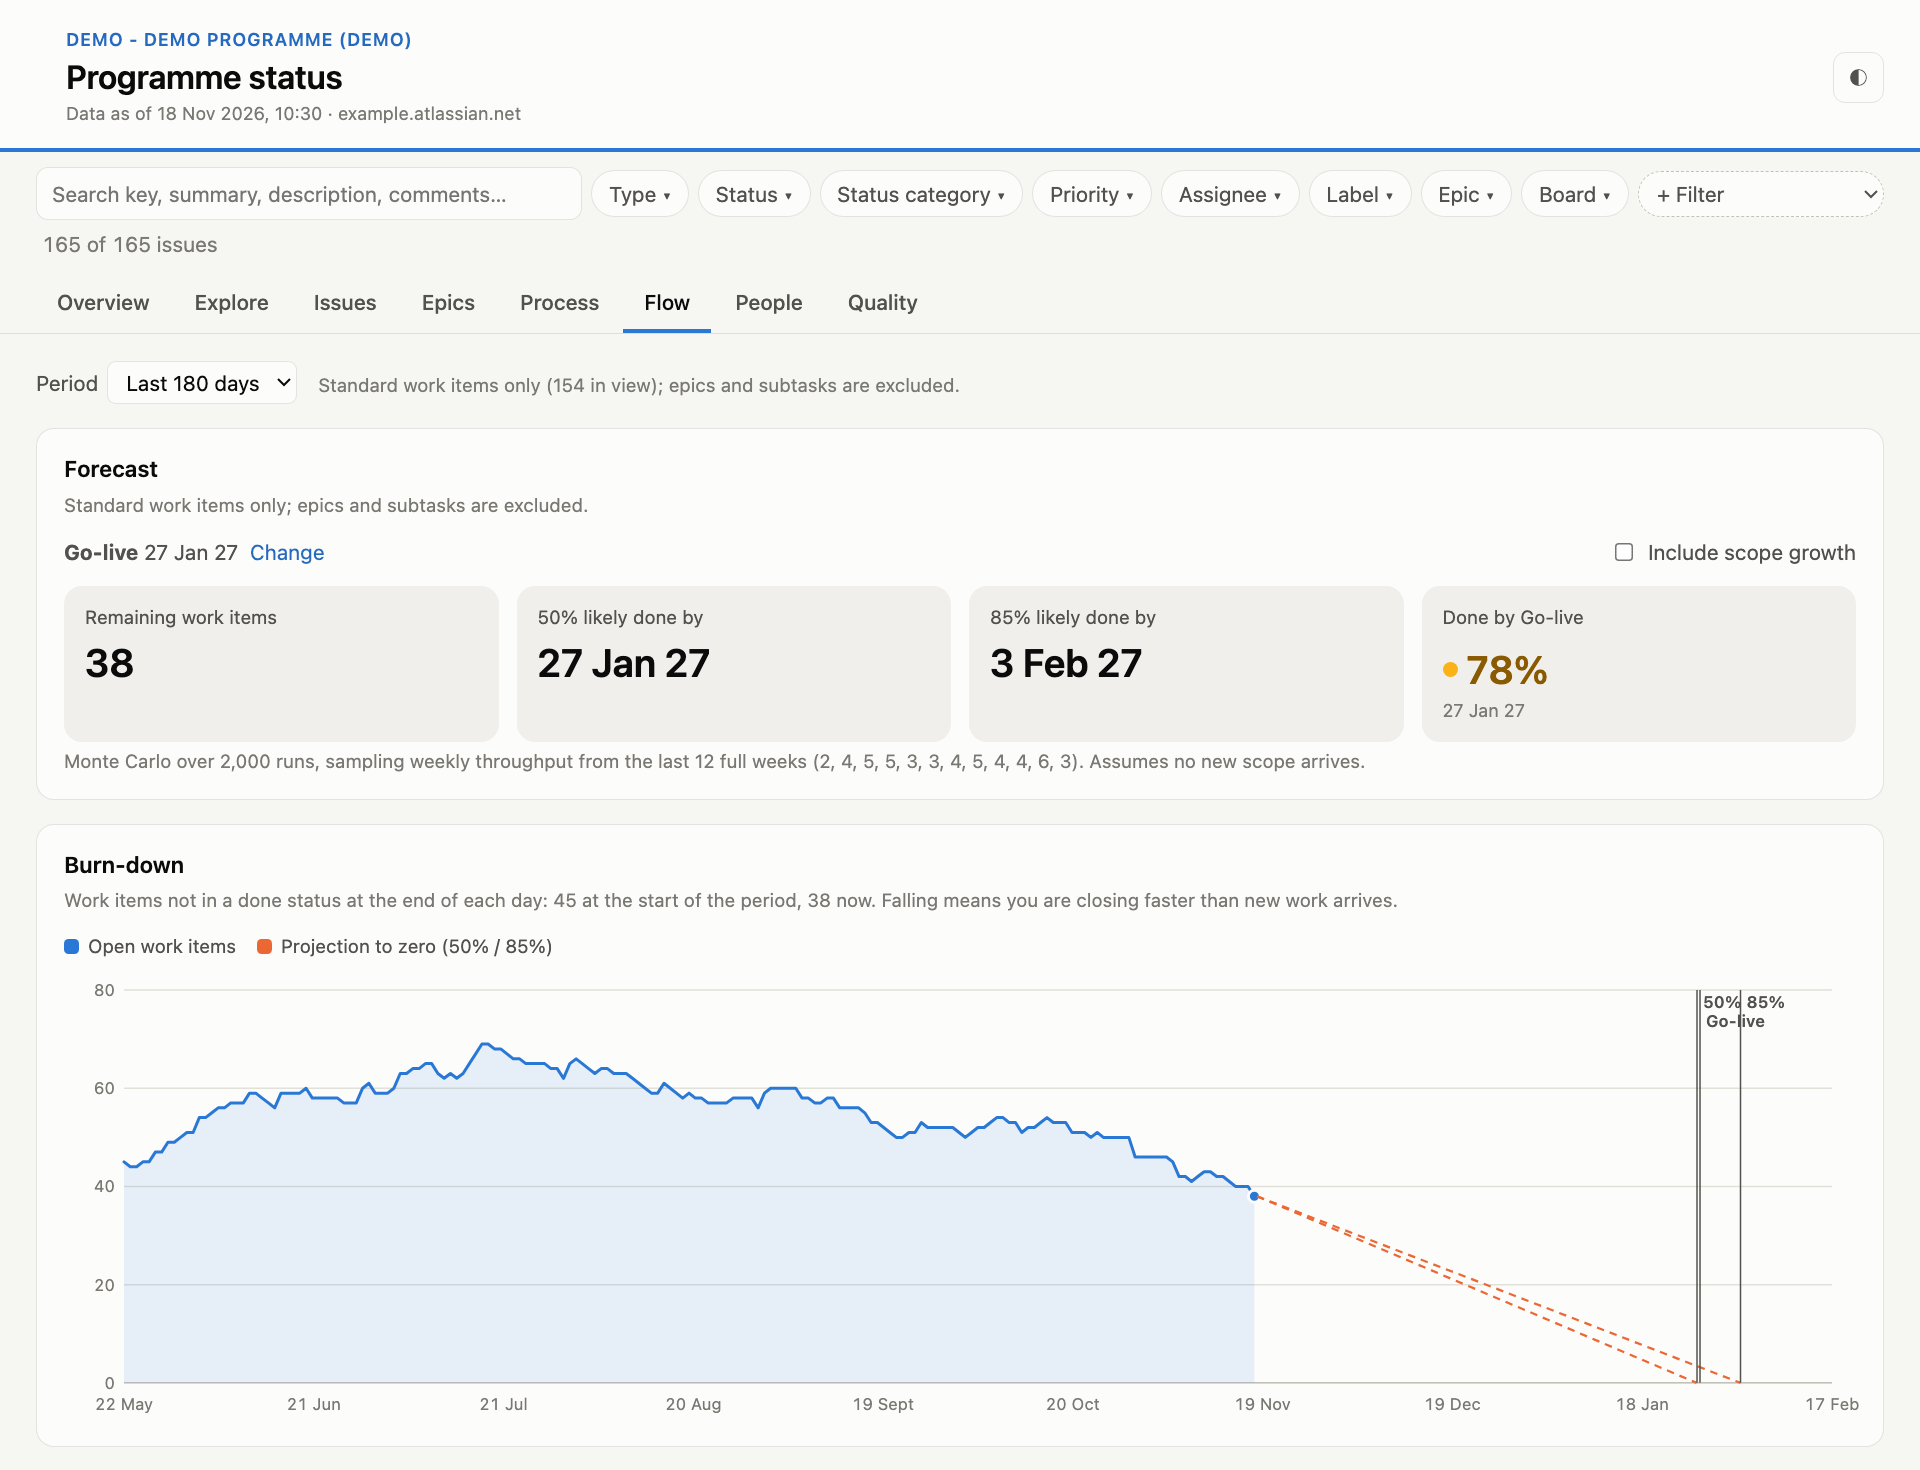 DEMO - DEMO PROGRAMME (DEMO)
Programme status
Data as of 18 Nov 2026, 10:30 · example.atlassian.net
Search key, summary, description, comments...
Type ▾
Status ▾
Status category ▾
Priority ▾
Assignee ▾
Label ▾
Epic ▾
Board ▾
+ Filter
165 of 165 issues
Overview
Explore
Issues
Epics
Process
Flow
People
Quality
Period
Last 180 days
Standard work items only (154 in view); epics and subtasks are excluded.
Forecast
Standard work items only; epics and subtasks are excluded.
Go-live 27 Jan 27 Change
Include scope growth
Remaining work items
38
50% likely done by
27 Jan 27
85% likely done by
3 Feb 27
Done by Go-live
78%
27 Jan 27
Monte Carlo over 2,000 runs, sampling weekly throughput from the last 12 full weeks (2, 4, 5, 5, 3, 3, 4, 5, 4, 4, 6, 3). Assumes no new scope arrives.
Burn-down
Work items not in a done status at the end of each day: 45 at the start of the period, 38 now. Falling means you are closing faster than new work arrives.
Open work items
Projection to zero (50% / 85%)
80
60
40
20
0
50% 85%
Go-live
22 May
21 Jun
21 Jul
20 Aug
19 Sept
20 Oct
19 Nov
19 Dec
18 Jan
17 Feb